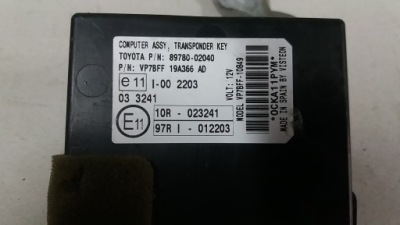 COMPUTER ASSY, TRANSPONDER KEY
TOYOTA P/N: 89780-02040
P/N: VP7BFF 19A366 AD
e 11 I-00 2203
03 3241
E11
10R - 023241
97R I - 012203
VOLT: 12V
MODEL VP7BFF-10849
*0CKA11PYM*
MADE IN SPAIN BY VISTEON